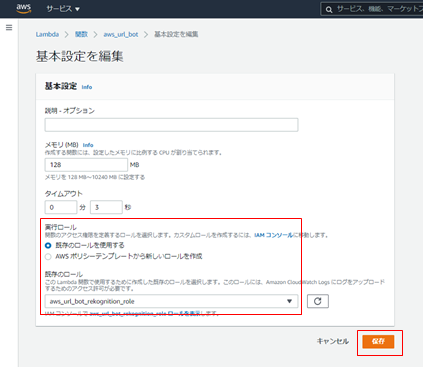 aws サービス サービス、機能、マーケットプ
Lambda 関数 aws_url_bot 基本設定を編集
基本設定を編集
基本設定 Info
説明 - オプション
メモリ (MB) Info
作成する関数には、設定したメモリに比例する CPU が割り当てられます。
128 MB
メモリを 128 MB~10240 MB に設定する
タイムアウト
0 分 3 秒
実行ロール
関数のアクセス権限を定義するロールを選択します。カスタムロールを作成するには、IAM コンソールに移動します。
既存のロールを使用する
AWS ポリシーテンプレートから新しいロールを作成
既存のロール
この Lambda 関数で使用するために作成した既存のロールを選択します。このロールには、Amazon CloudWatch Logs にログをアップロード
するためのアクセス許可が必要です。
aws_url_bot_rekognition_role
IAM コンソールで aws_url_bot_rekognition_role ロールを表示します。
キャンセル 保存